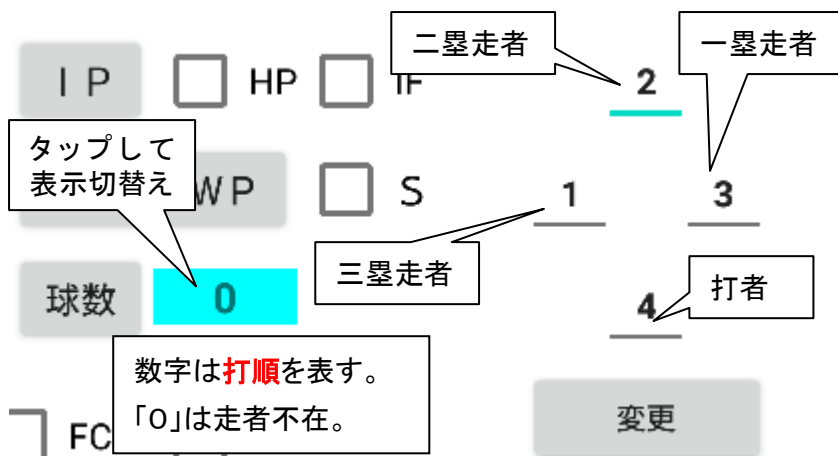 二塁走者
一塁走者
IP
HP
IF
2
タップして
表示切替え
WP
S
1
3
三塁走者
球数
0
打者
4
数字は打順を表す。
「0」は走者不在。
変更
FC